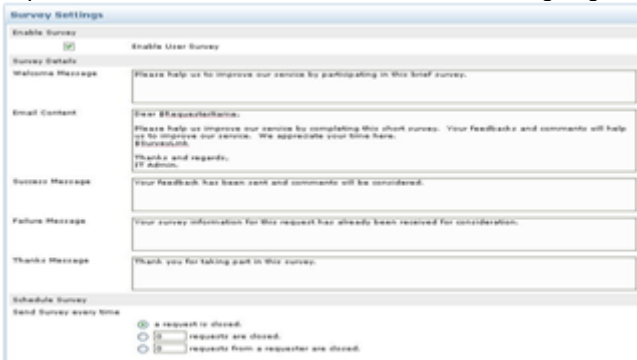 Survey Settings
Enable Survey
Enable User Survey
Survey Details
Welcome Message
Please help us to improve our service by participating in this brief survey.
Email Content
Dear $RequesterName,
Please help us improve our service by completing this short survey. Your feedbacks and comments will help
us to improve our service. We appreciate your time here.
$SurveyLink
Thanks and regards,
IT Admin.
Success Message
Your feedback has been sent and comments will be considered.
Failure Message
Your survey information for this request has already been received for consideration.
Thanks Message
Thank you for taking part in this survey.
Schedule Survey
Send Survey every time
a request is closed.
0 requests are closed.
0 requests from a requester are closed.